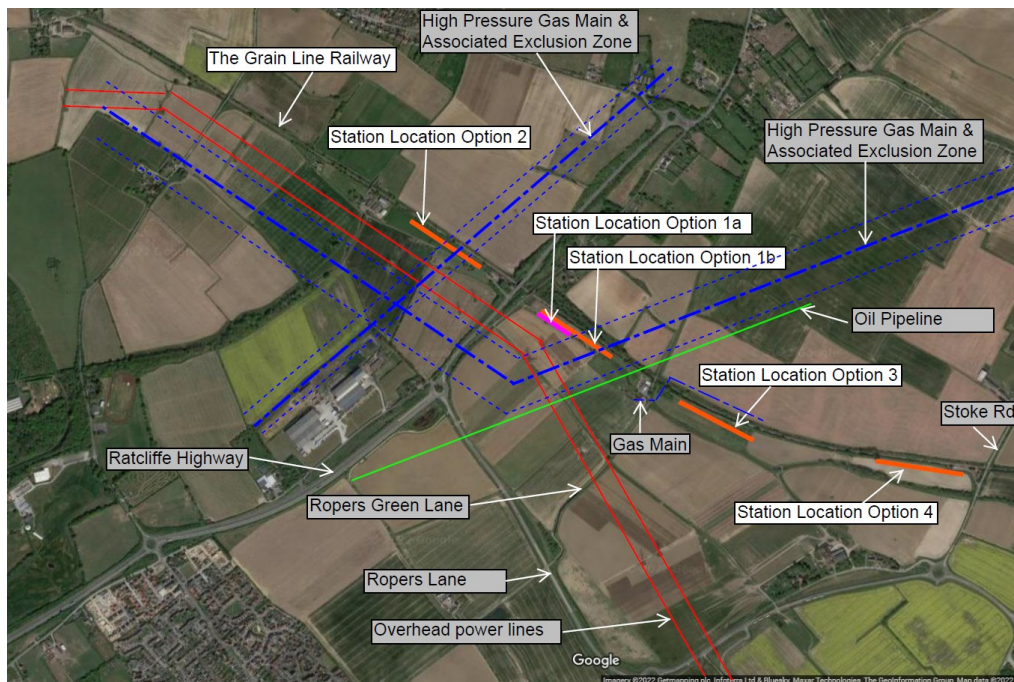 High Pressure Gas Main &
Associated Exclusion Zone
The Grain Line Railway
Station Location Option 2
High Pressure Gas Main &
Associated Exclusion Zone
Station Location Option 1a
Station Location Option 1b
Oil Pipeline
Station Location Option 3
Stoke Rd
Gas Main
Ratcliffe Highway
Ropers Green Lane
Station Location Option 4
Ropers Lane
Overhead power lines
Google
Imagery ©2022 Getmapping plc, Infoterra Ltd & Bluesky, Maxar Technologies, The GeoInformation Group, Map data ©2022